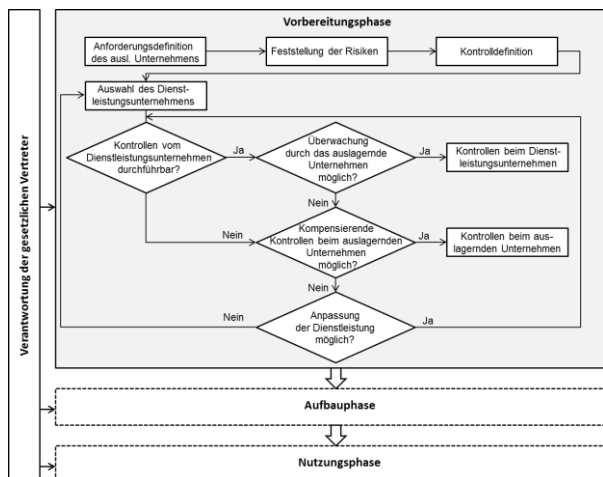 Vorbereitungsphase
Anforderungsdefinition
des ausl. Unternehmens
Feststellung der Risiken
Kontrolldefinition
Auswahl des Dienst-
leistungsunternehmens
Kontrollen vom
Dienstleistungsunternehmen
durchführbar?
Ja
Überwachung
durch das auslagernde
Unternehmen
möglich?
Ja
Kontrollen beim Dienst-
leistungsunternehmen
Nein
Nein
Kompensierende
Kontrollen beim auslagernden
Unternehmen
möglich?
Ja
Kontrollen beim aus-
lagernden Unternehmen
Nein
Nein
Anpassung
der Dienstleistung
möglich?
Ja
Verantwortung der gesetzlichen Vertreter
Aufbauphase
Nutzungsphase